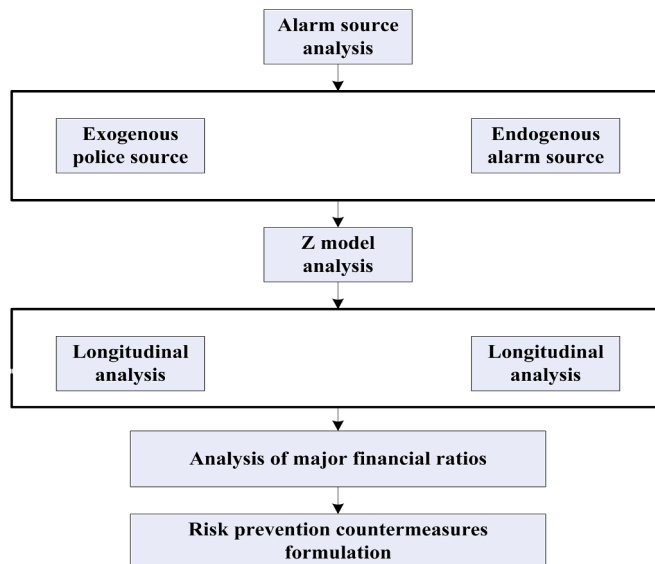 Alarm source
analysis
Exogenous
police source
Endogenous
alarm source
Z model
analysis
Longitudinal
analysis
Longitudinal
analysis
Analysis of major financial ratios
Risk prevention countermeasures
formulation